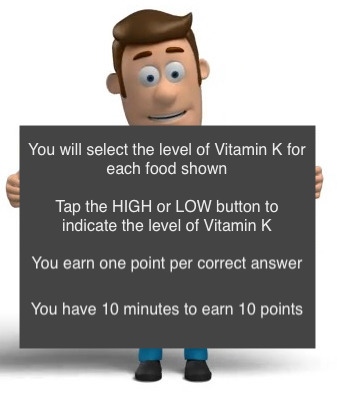 You will select the level of Vitamin K for
each food shown
Tap the HIGH or LOW button to
indicate the level of Vitamin K
You earn one point per correct answer
You have 10 minutes to earn 10 points